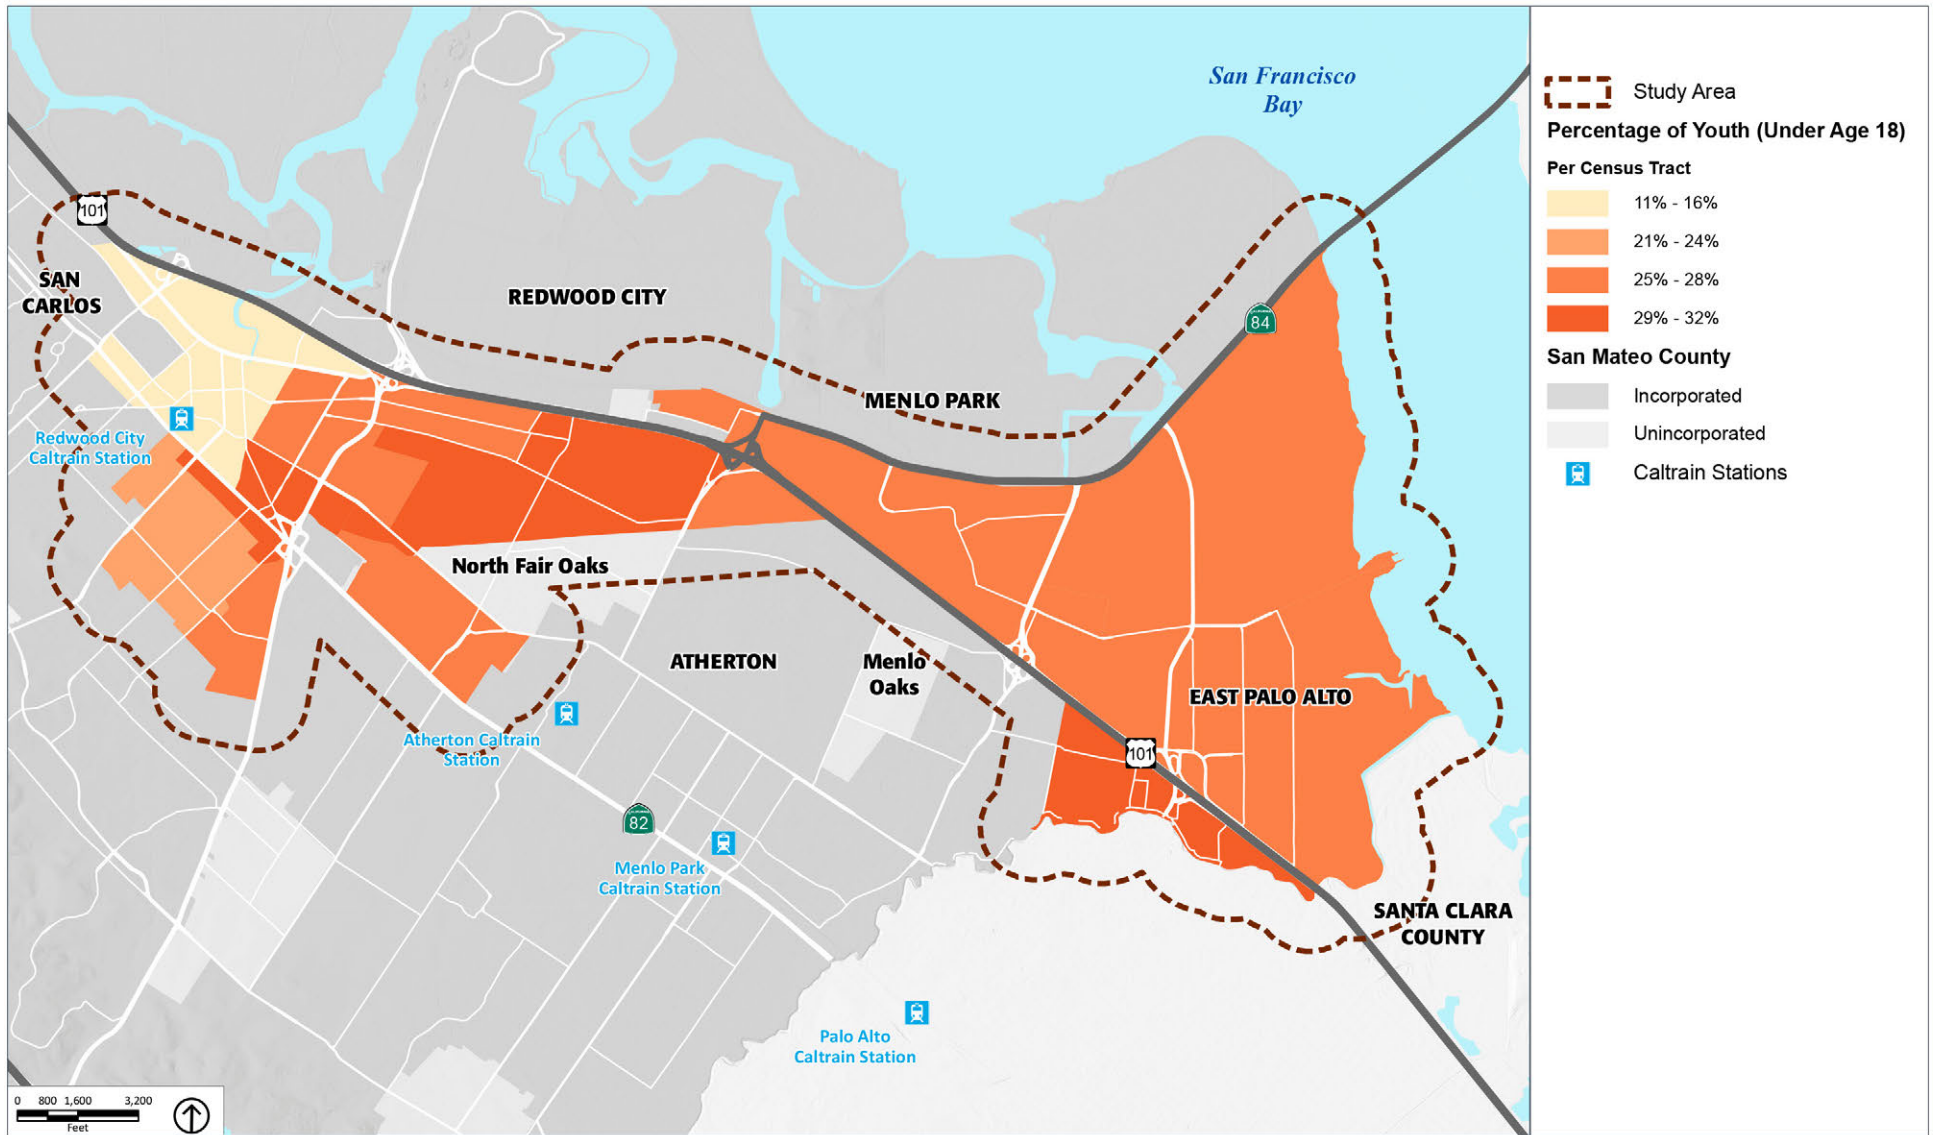 San Francisco
Bay
101
SAN
CARLOS
REDWOOD CITY
84
MENLO PARK
Redwood City
Caltrain Station
North Fair Oaks
ATHERTON
Menlo
Oaks
EAST PALO ALTO
Atherton Caltrain
Station
101
82
Menlo Park
Caltrain Station
SANTA CLARA
COUNTY
Palo Alto
Caltrain Station
0 800 1,600 3,200
Feet
Study Area
Percentage of Youth (Under Age 18)
Per Census Tract
11% - 16%
21% - 24%
25% - 28%
29% - 32%
San Mateo County
Incorporated
Unincorporated
Caltrain Stations